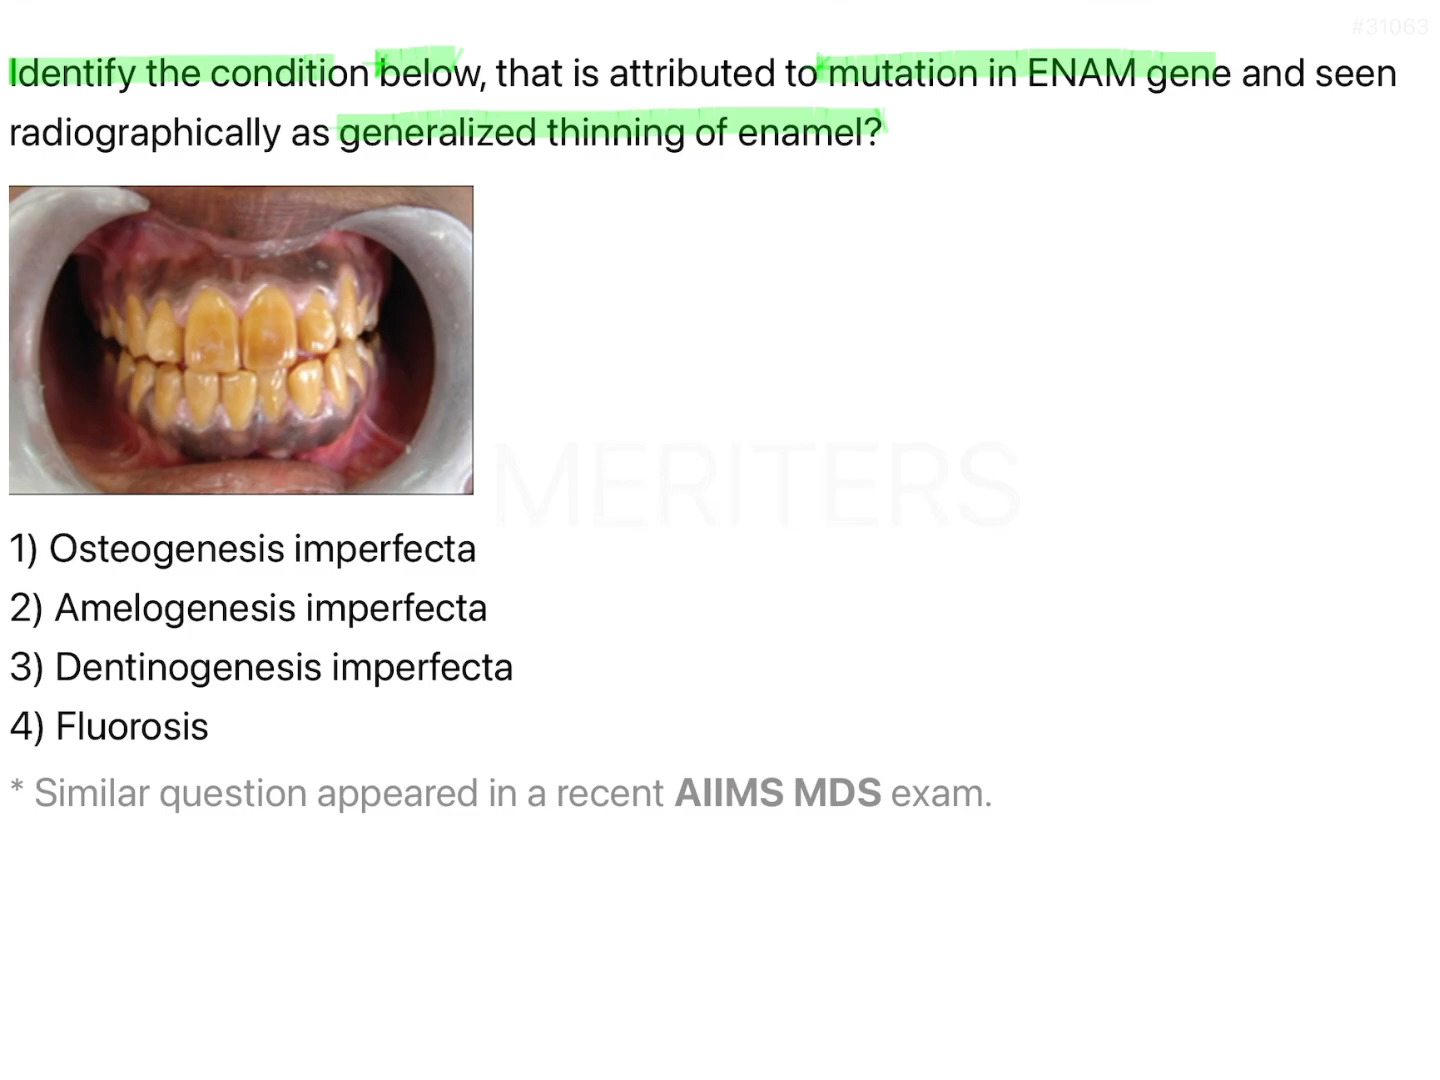 #31063
Identify the condition below, that is attributed to mutation in ENAM gene and seen
radiographically as generalized thinning of enamel?
MERITERS
1) Osteogenesis imperfecta
2) Amelogenesis imperfecta
3) Dentinogenesis imperfecta
4) Fluorosis
* Similar question appeared in a recent AIIMS MDS exam.